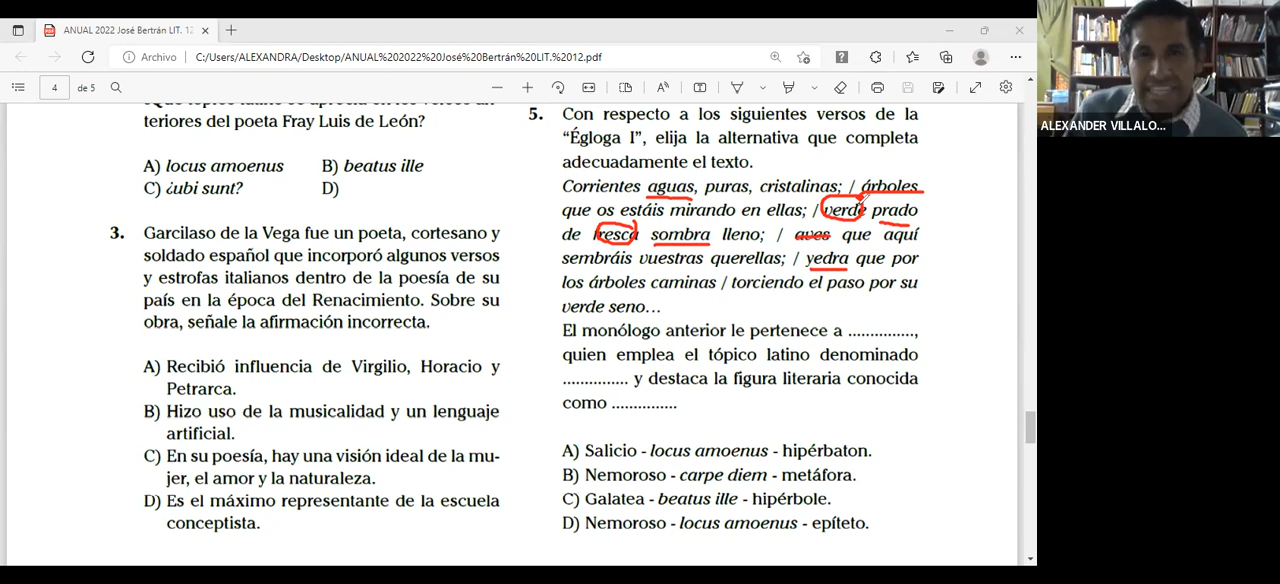 ANUAL 2022 José Bertrán LIT. 12
Archivo
C:/Users/ALEXANDRA/Desktop/ANUAL%202022%20José%20Bertrán%20LIT.%2012.pdf
4 de 5
ALEXANDER VILLALO...
teriores del poeta Fray Luis de León?
A) locus amoenus B) beatus ille
C) ¿ubi sunt? D)
3. Garcilaso de la Vega fue un poeta, cortesano y
soldado español que incorporó algunos versos
y estrofas italianos dentro de la poesía de su
país en la época del Renacimiento. Sobre su
obra, señale la afirmación incorrecta.
A) Recibió influencia de Virgilio, Horacio y
Petrarca.
B) Hizo uso de la musicalidad y un lenguaje
artificial.
C) En su poesía, hay una visión ideal de la mu-
jer, el amor y la naturaleza.
D) Es el máximo representante de la escuela
conceptista.
5. Con respecto a los siguientes versos de la
“Égloga I”, elija la alternativa que completa
adecuadamente el texto.
Corrientes aguas, puras, cristalinas; / árboles
que os estáis mirando en ellas; / verde prado
de fresca sombra lleno; / aves que aquí
sembráis vuestras querellas; / yedra que por
los árboles caminas / torciendo el paso por su
verde seno...
El monólogo anterior le pertenece a ...............,
quien emplea el tópico latino denominado
............... y destaca la figura literaria conocida
como ...............
A) Salicio - locus amoenus - hipérbaton.
B) Nemoroso - carpe diem - metáfora.
C) Galatea - beatus ille - hipérbole.
D) Nemoroso - locus amoenus - epíteto.